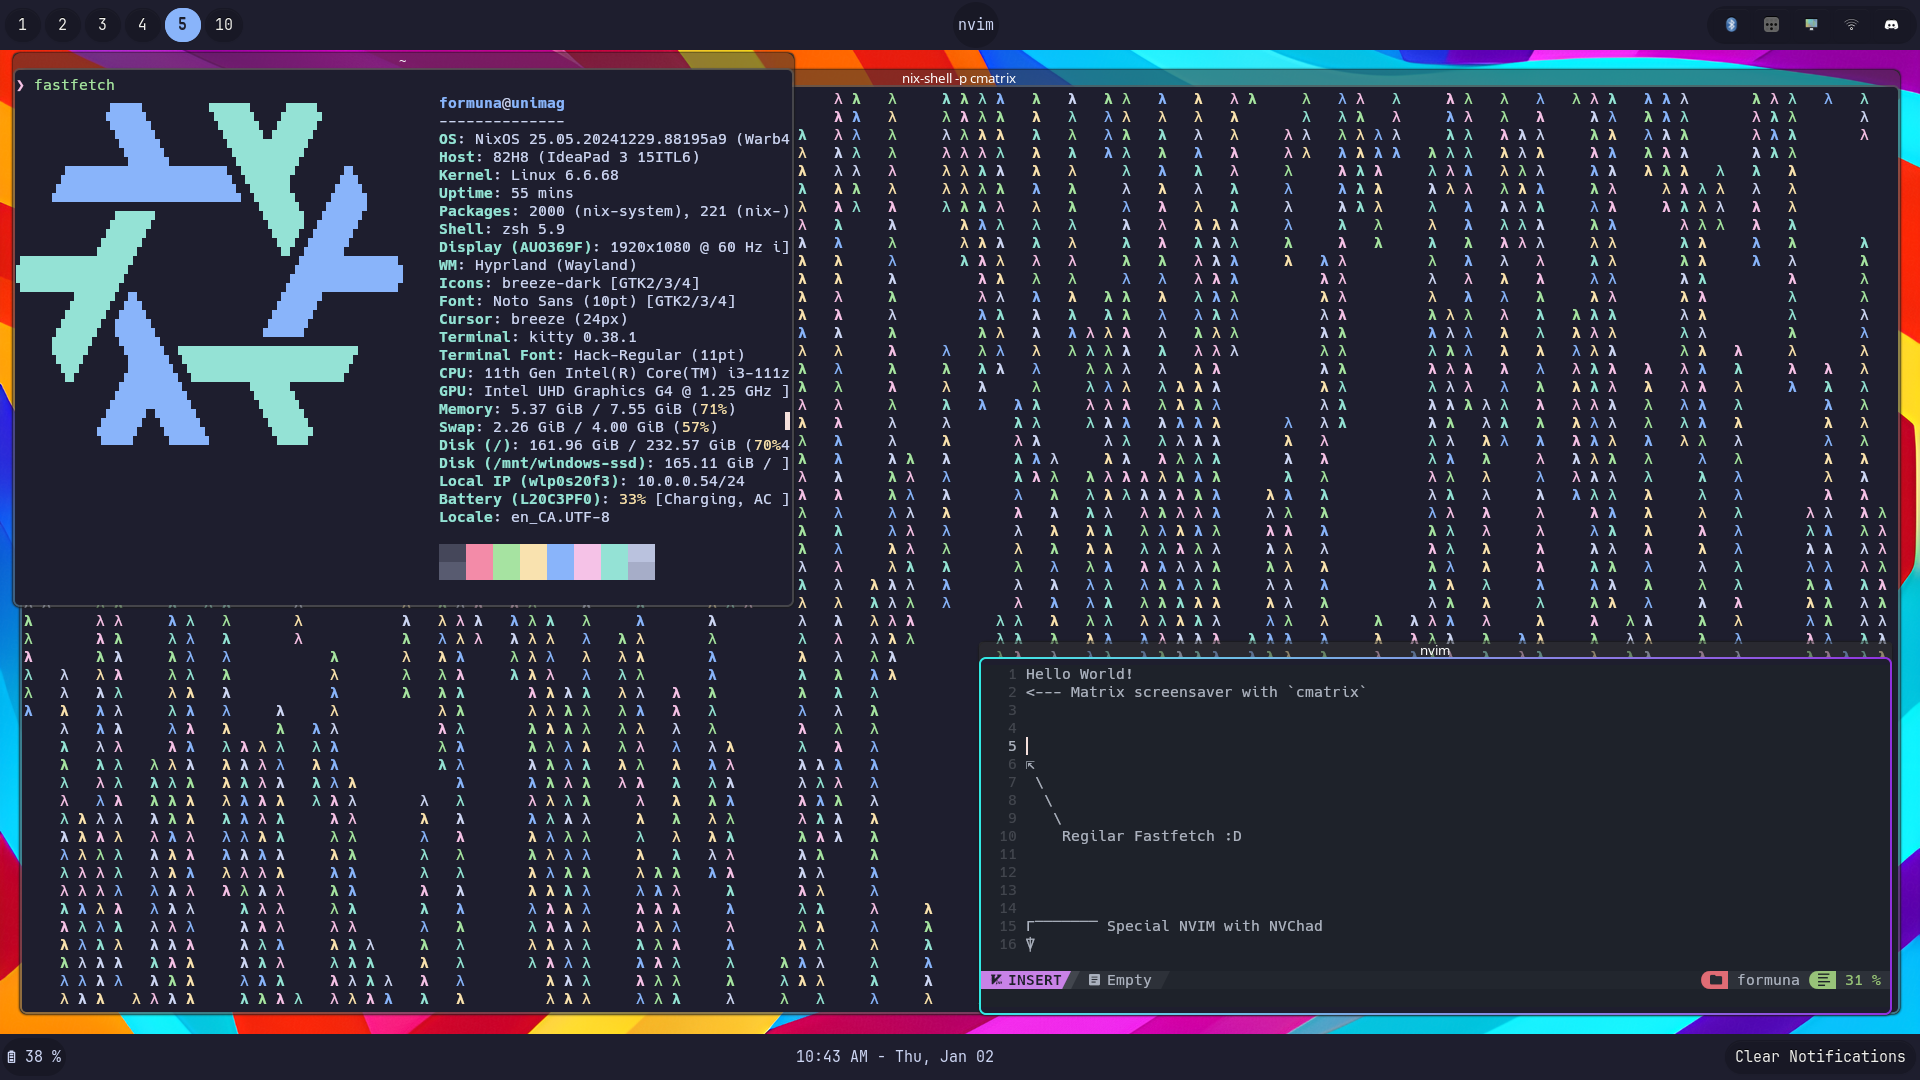 1 2 3 4 5 10
nvim
~
❯ fastfetch
formuna@unimag
--------------
OS: NixOS 25.05.20241229.88195a9 (Warb4
Host: 82H8 (IdeaPad 3 15ITL6)
Kernel: Linux 6.6.68
Uptime: 55 mins
Packages: 2000 (nix-system), 221 (nix-)
Shell: zsh 5.9
Display (AUO369F): 1920x1080 @ 60 Hz i]
WM: Hyprland (Wayland)
Icons: breeze-dark [GTK2/3/4]
Font: Noto Sans (10pt) [GTK2/3/4]
Cursor: breeze (24px)
Terminal: kitty 0.38.1
Terminal Font: Hack-Regular (11pt)
CPU: 11th Gen Intel(R) Core(TM) i3-111z
GPU: Intel UHD Graphics G4 @ 1.25 GHz ]
Memory: 5.37 GiB / 7.55 GiB (71%)
Swap: 2.26 GiB / 4.00 GiB (57%)
Disk (/): 161.96 GiB / 232.57 GiB (70%4
Disk (/mnt/windows-ssd): 165.11 GiB / ]
Local IP (wlp0s20f3): 10.0.0.54/24
Battery (L20C3PF0): 33% [Charging, AC ]
Locale: en_CA.UTF-8
nix-shell -p cmatrix
nvim
1 Hello World!
2 <--- Matrix screensaver with `cmatrix`
3
4
5
6 ⇱
7 \
8 \
9 \
10 Regilar Fastfetch :D
11
12
13
14
15 ┌─────── Special NVIM with NVChad
16
INSERT Empty formuna 31 %
38 %
10:43 AM - Thu, Jan 02
Clear Notifications